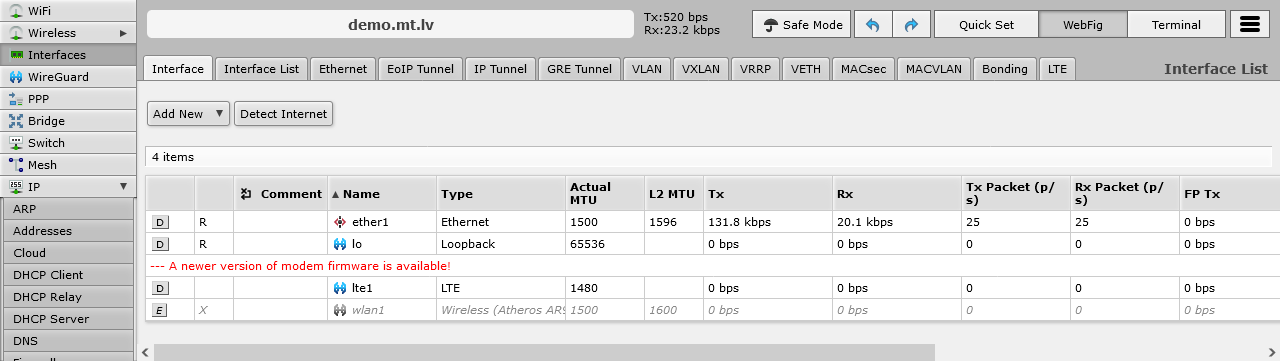 WiFi
Wireless
Interfaces
WireGuard
PPP
Bridge
Switch
Mesh
IP
ARP
Addresses
Cloud
DHCP Client
DHCP Relay
DHCP Server
DNS
demo.mt.lv
Tx:520 bps
Rx:23.2 kbps
Safe Mode
Quick Set WebFig Terminal
Interface Interface List Ethernet EoIP Tunnel IP Tunnel GRE Tunnel VLAN VXLAN VRRP VETH MACsec MACVLAN Bonding LTE Interface List
Add New Detect Internet
4 items
Comment Name Type Actual MTU L2 MTU Tx Rx Tx Packet (p/s) Rx Packet (p/s) FP Tx
D R ether1 Ethernet 1500 1596 131.8 kbps 20.1 kbps 25 25 0 bps
D R lo Loopback 65536 0 bps 0 bps 0 0 0 bps
--- A newer version of modem firmware is available!
D lte1 LTE 1480 0 bps 0 bps 0 0 0 bps
E X wlan1 Wireless (Atheros AR9 1500 1600 0 bps 0 bps 0 0 0 bps